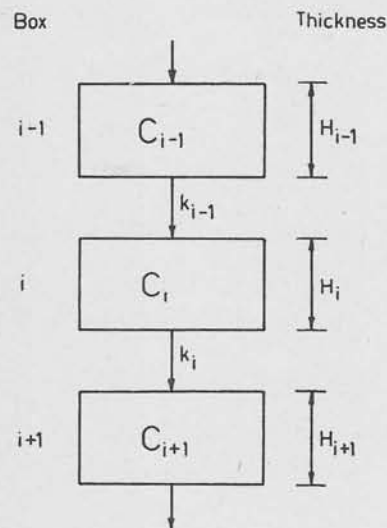 Box Thickness
i-1 C_{i-1} H_{i-1}
k_{i-1}
i C_i H_i
k_i
i+1 C_{i+1} H_{i+1}